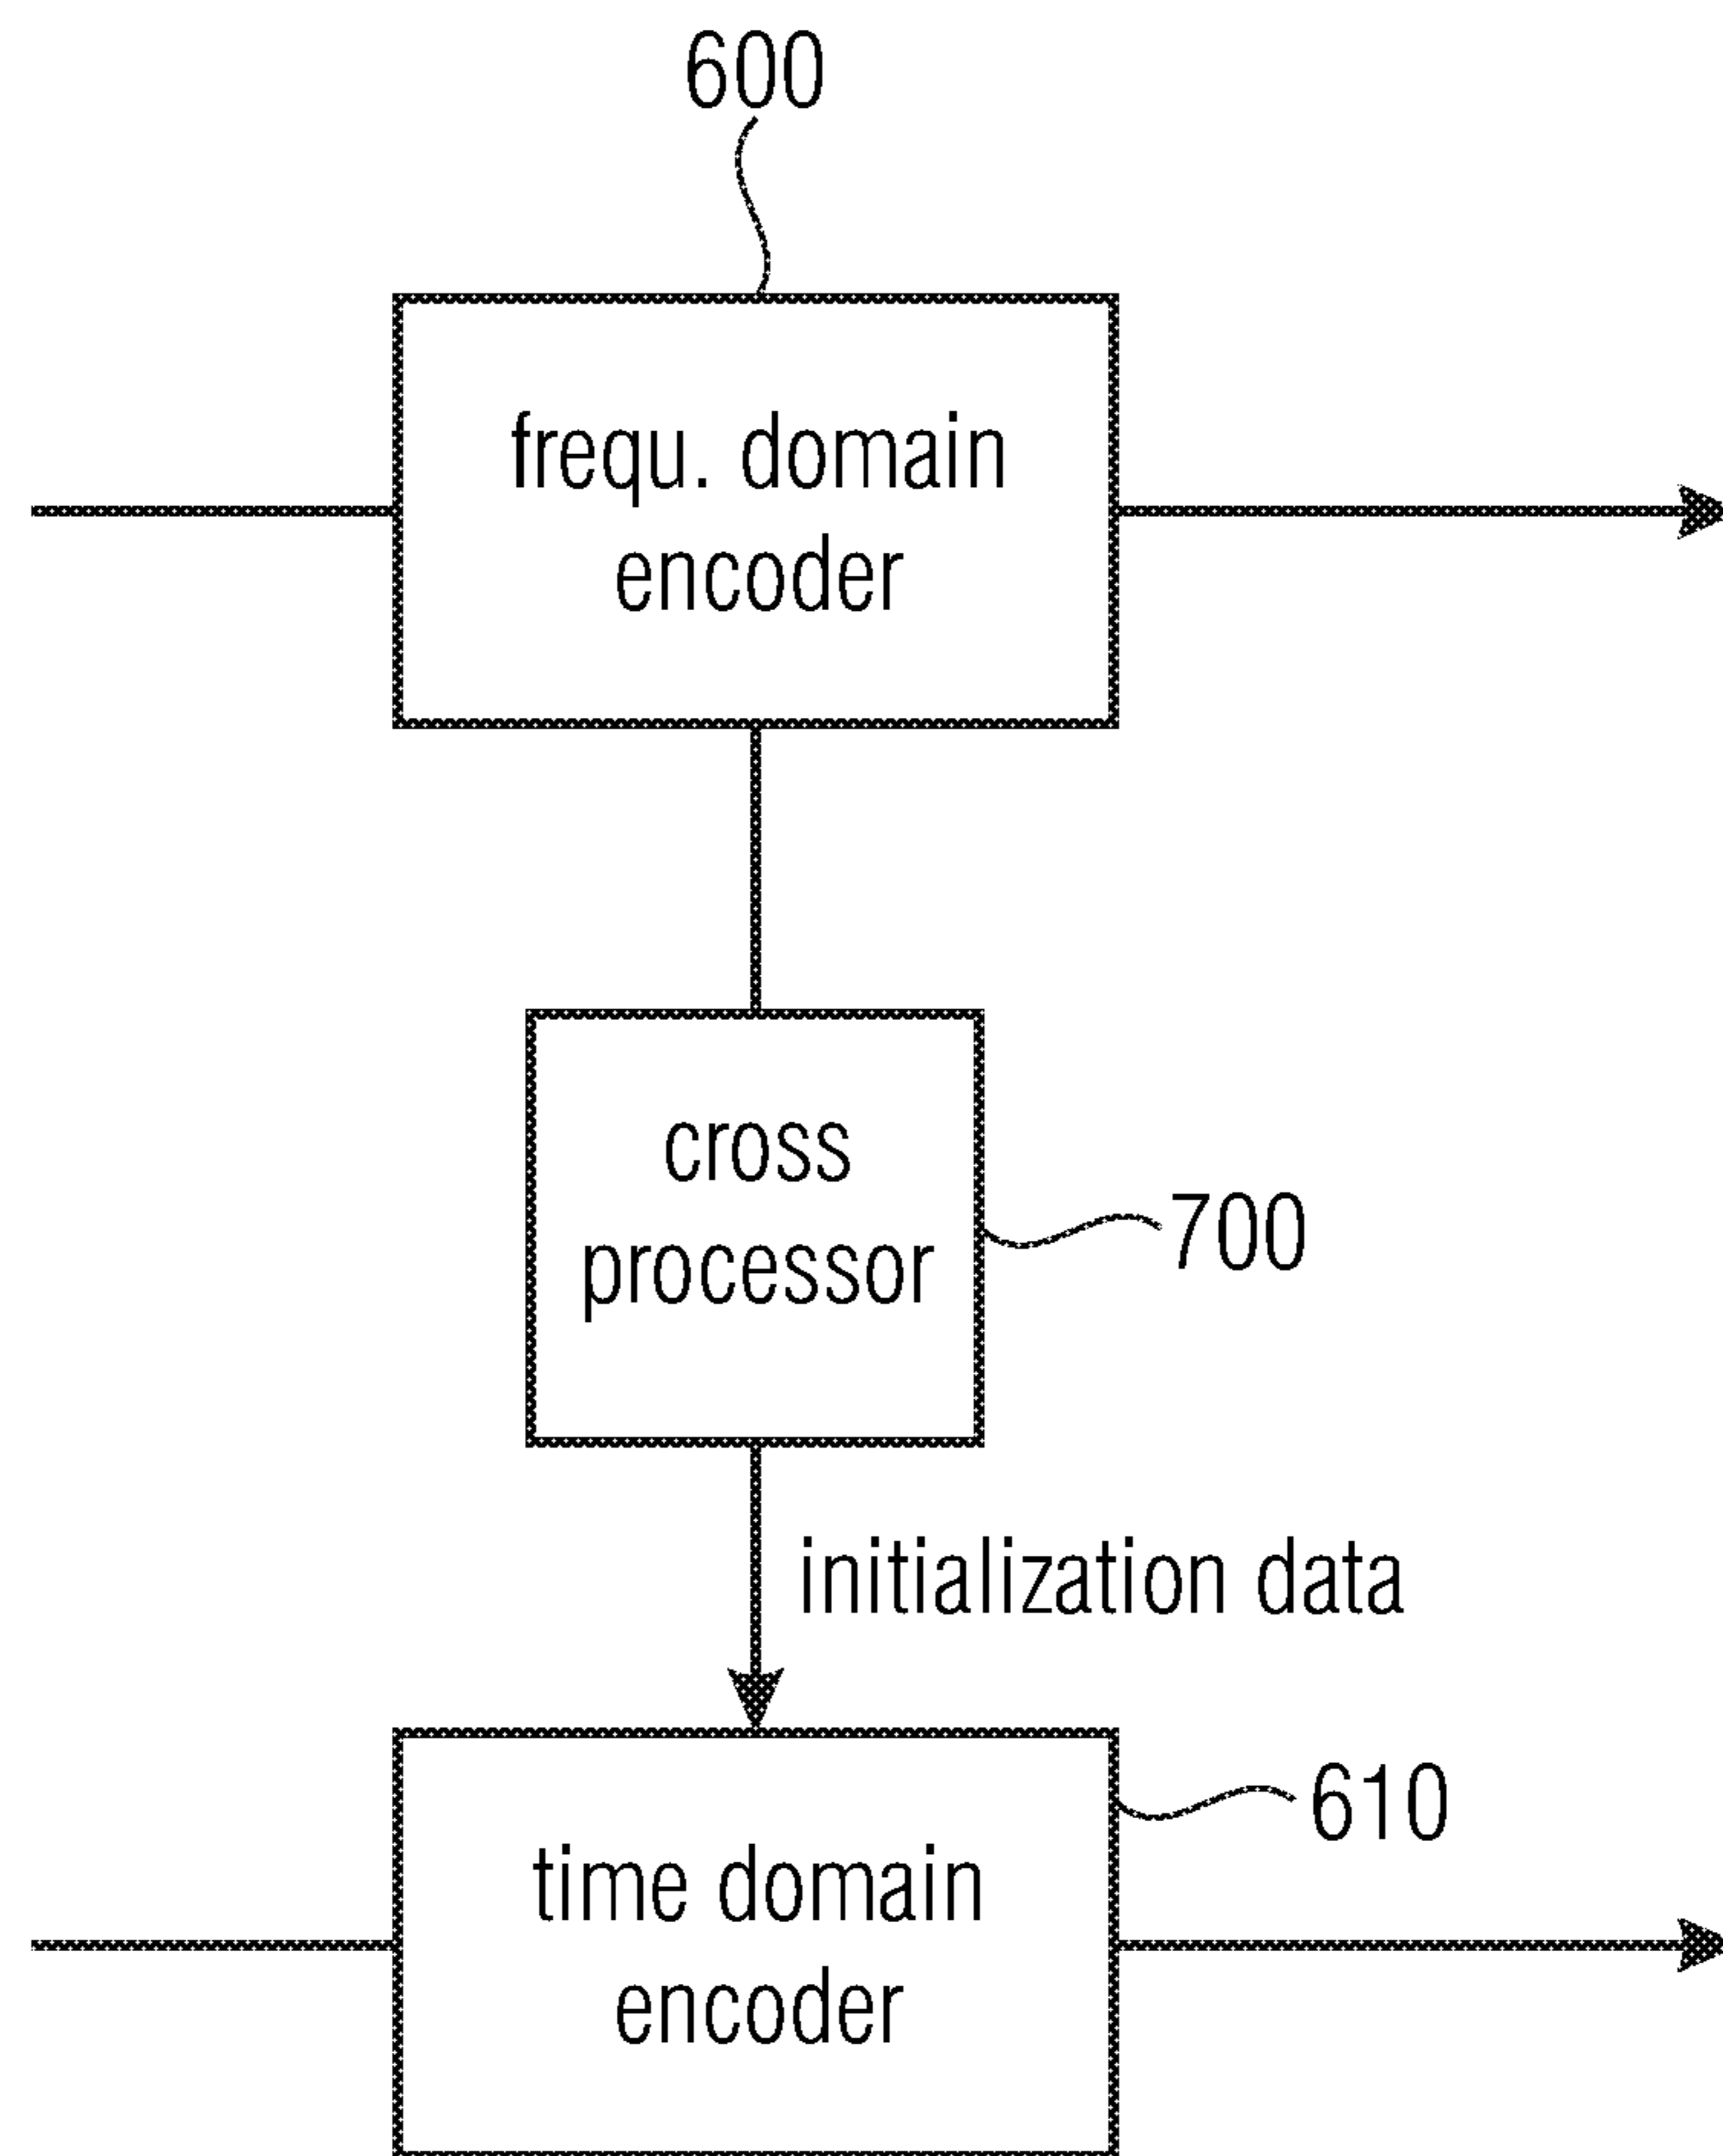 600
frequ. domain
encoder
cross
processor
700
initialization data
610
time domain
encoder